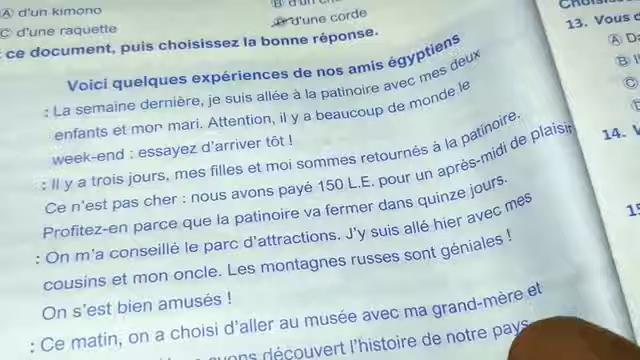 Ⓐ d'un kimono
Ⓑ d'un
Ⓒ d'une raquette
d'une corde
ce document, puis choisissez la bonne réponse.
Voici quelques expériences de nos amis égyptiens
: La semaine dernière, je suis allée à la patinoire avec mes deux
enfants et mon mari. Attention, il y a beaucoup de monde le
week-end : essayez d'arriver tôt !
: Il y a trois jours, mes filles et moi sommes retournés à la patinoire.
Ce n'est pas cher : nous avons payé 150 L.E. pour un après-midi de plaisir
Profitez-en parce que la patinoire va fermer dans quinze jours.
: On m'a conseillé le parc d'attractions. J'y suis allé hier avec mes
cousins et mon oncle. Les montagnes russes sont géniales !
On s'est bien amusés !
: Ce matin, on a choisi d'aller au musée avec ma grand-mère et
avons découvert l'histoire de notre pays
13. Vous
Ⓐ
Ⓑ
Ⓒ
14.